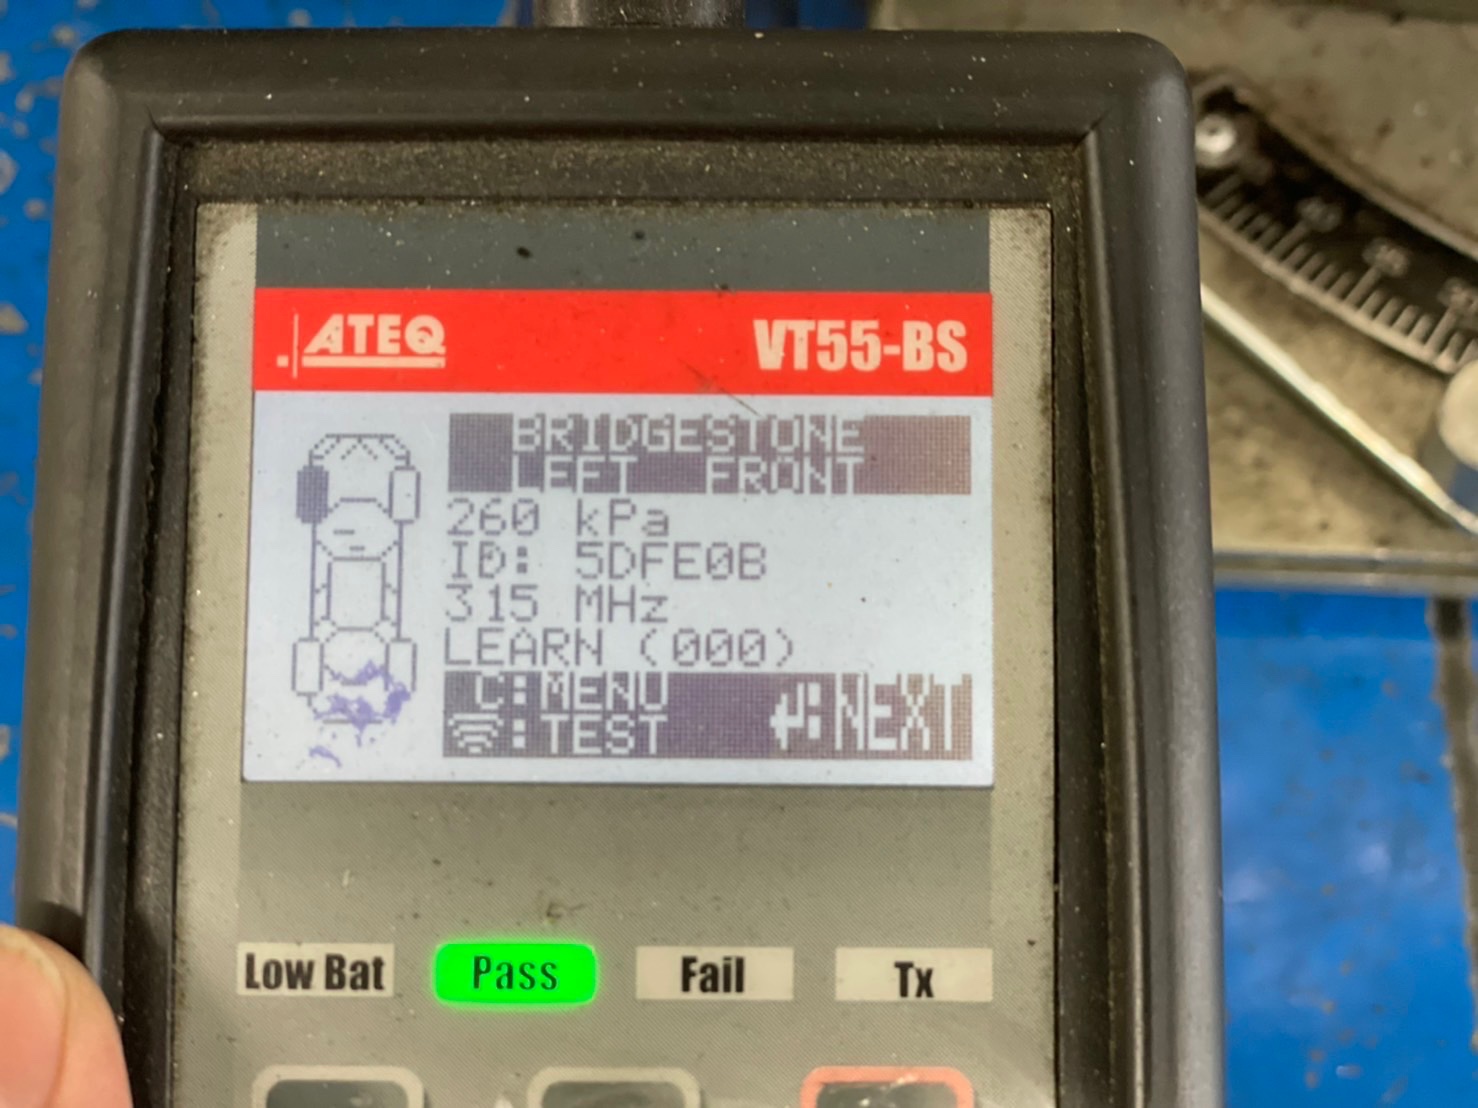 ATEQ VT55-BS
BRIDGESTONE
LEFT FRONT
260 kPa
ID: 5DFE0B
315 MHz
LEARN (000)
C:MENU
:TEST ↵:NEXT
Low Bat Pass Fail Tx
40